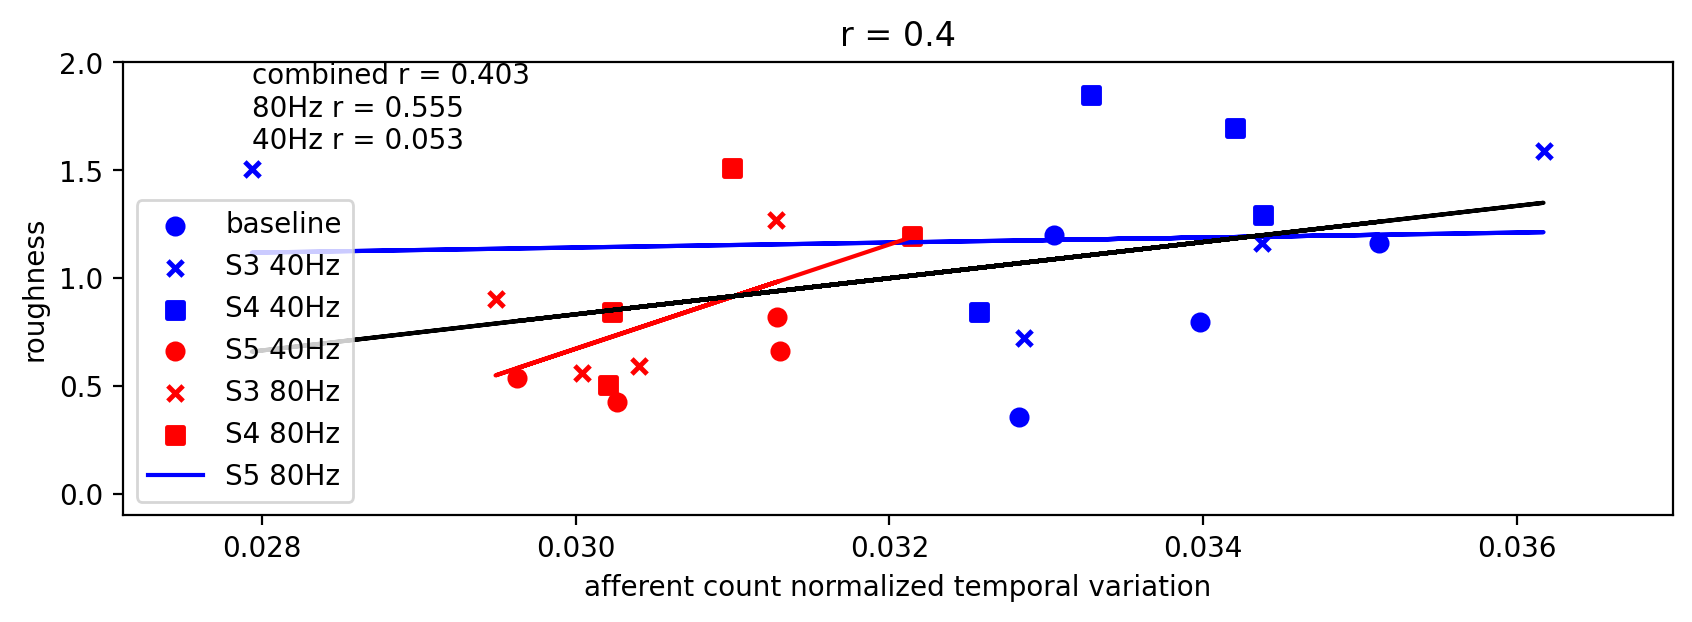 r = 0.4
combined r = 0.403
80Hz r = 0.555
40Hz r = 0.053
2.0
1.5
1.0
0.5
0.0
roughness
baseline
S3 40Hz
S4 40Hz
S5 40Hz
S3 80Hz
S4 80Hz
S5 80Hz
0.028 0.030 0.032 0.034 0.036
afferent count normalized temporal variation